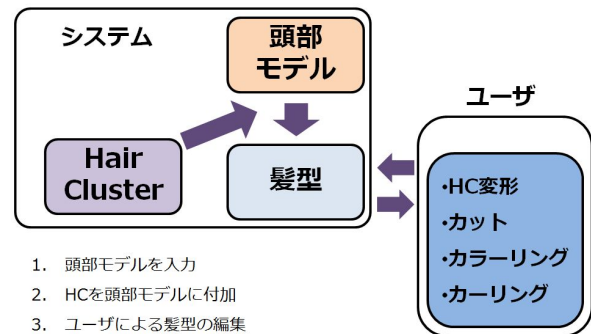 システム
頭部
モデル
Hair
Cluster
髪型
ユーザ
・HC変形
・カット
・カラーリング
・カーリング
1. 頭部モデルを入力
2. HCを頭部モデルに付加
3. ユーザによる髪型の編集